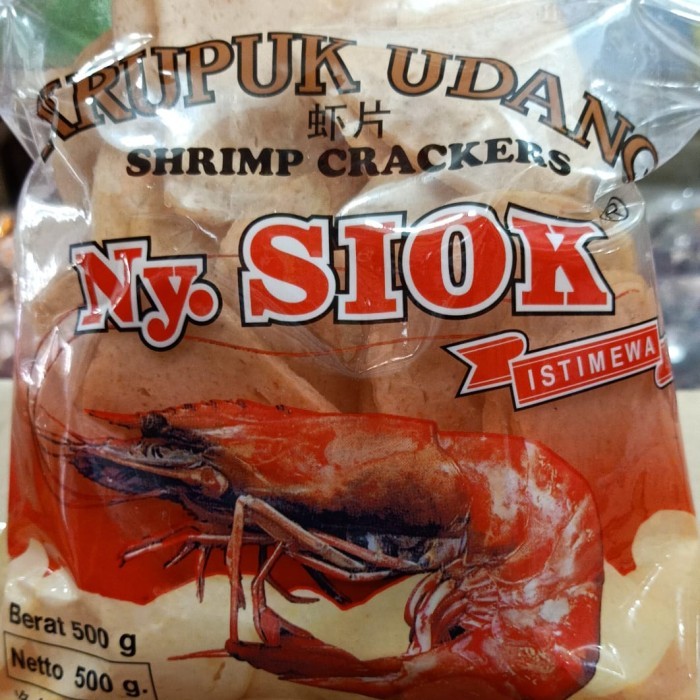 KRUPUK UDANG
虾片
SHRIMP CRACKERS
Ny. SIOK
ISTIMEWA
Berat 500 g
Netto 500 g.